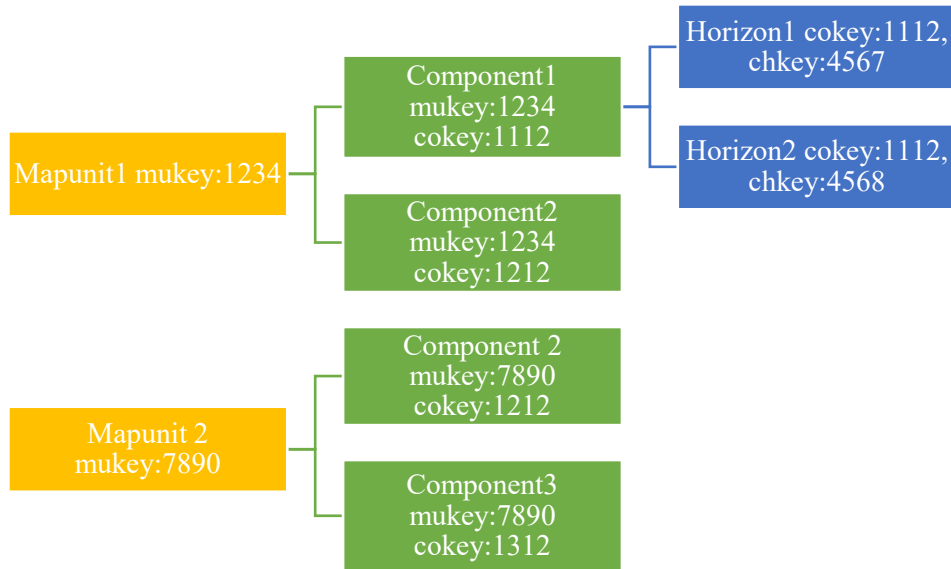 Mapunit1 mukey:1234
Component1
mukey:1234
cokey:1112
Horizon1 cokey:1112,
chkey:4567
Horizon2 cokey:1112,
chkey:4568
Component2
mukey:1234
cokey:1212
Mapunit 2
mukey:7890
Component 2
mukey:7890
cokey:1212
Component3
mukey:7890
cokey:1312